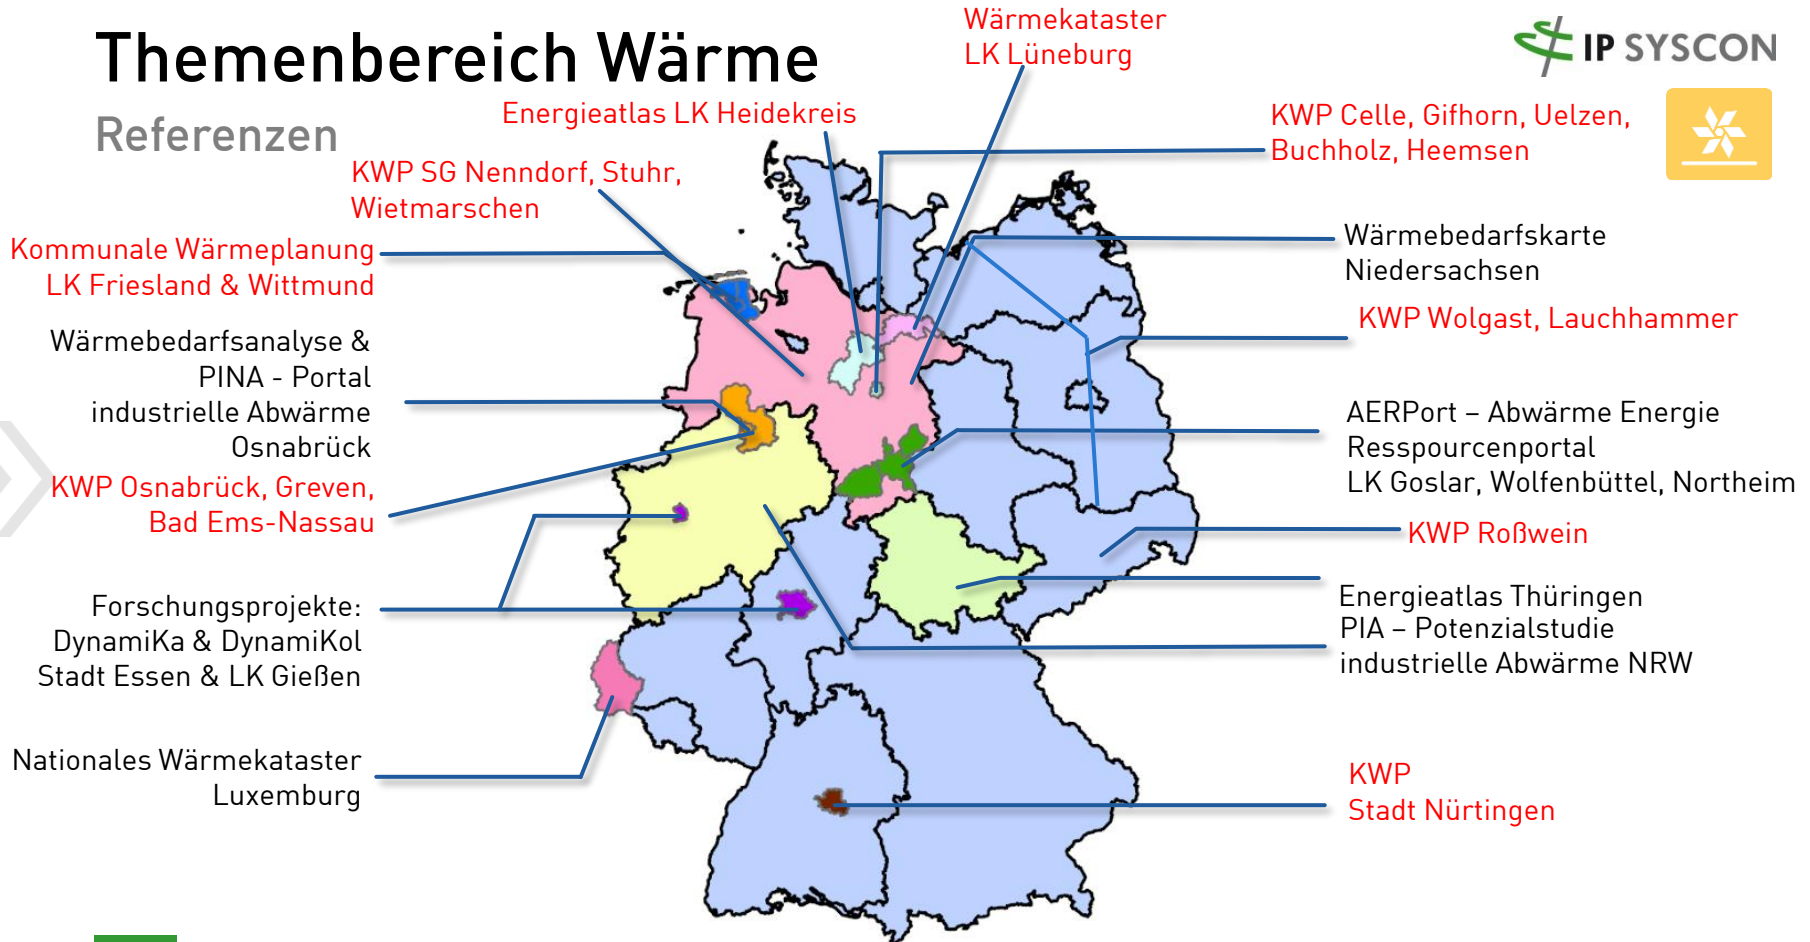 Themenbereich Wärme
Referenzen
IP SYSCON
Wärmekataster
LK Lüneburg
Energieatlas LK Heidekreis
KWP Celle, Gifhorn, Uelzen,
Buchholz, Heemsen
KWP SG Nenndorf, Stuhr,
Wietmarschen
Kommunale Wärmeplanung
LK Friesland & Wittmund
Wärmebedarfskarte
Niedersachsen
KWP Wolgast, Lauchhammer
Wärmebedarfsanalyse &
PINA - Portal
industrielle Abwärme
Osnabrück
AERPort – Abwärme Energie
Resspourcenportal
LK Goslar, Wolfenbüttel, Northeim
KWP Osnabrück, Greven,
Bad Ems-Nassau
KWP Roßwein
Forschungsprojekte:
DynamiKa & DynamiKol
Stadt Essen & LK Gießen
Energieatlas Thüringen
PIA – Potenzialstudie
industrielle Abwärme NRW
Nationales Wärmekataster
Luxemburg
KWP
Stadt Nürtingen